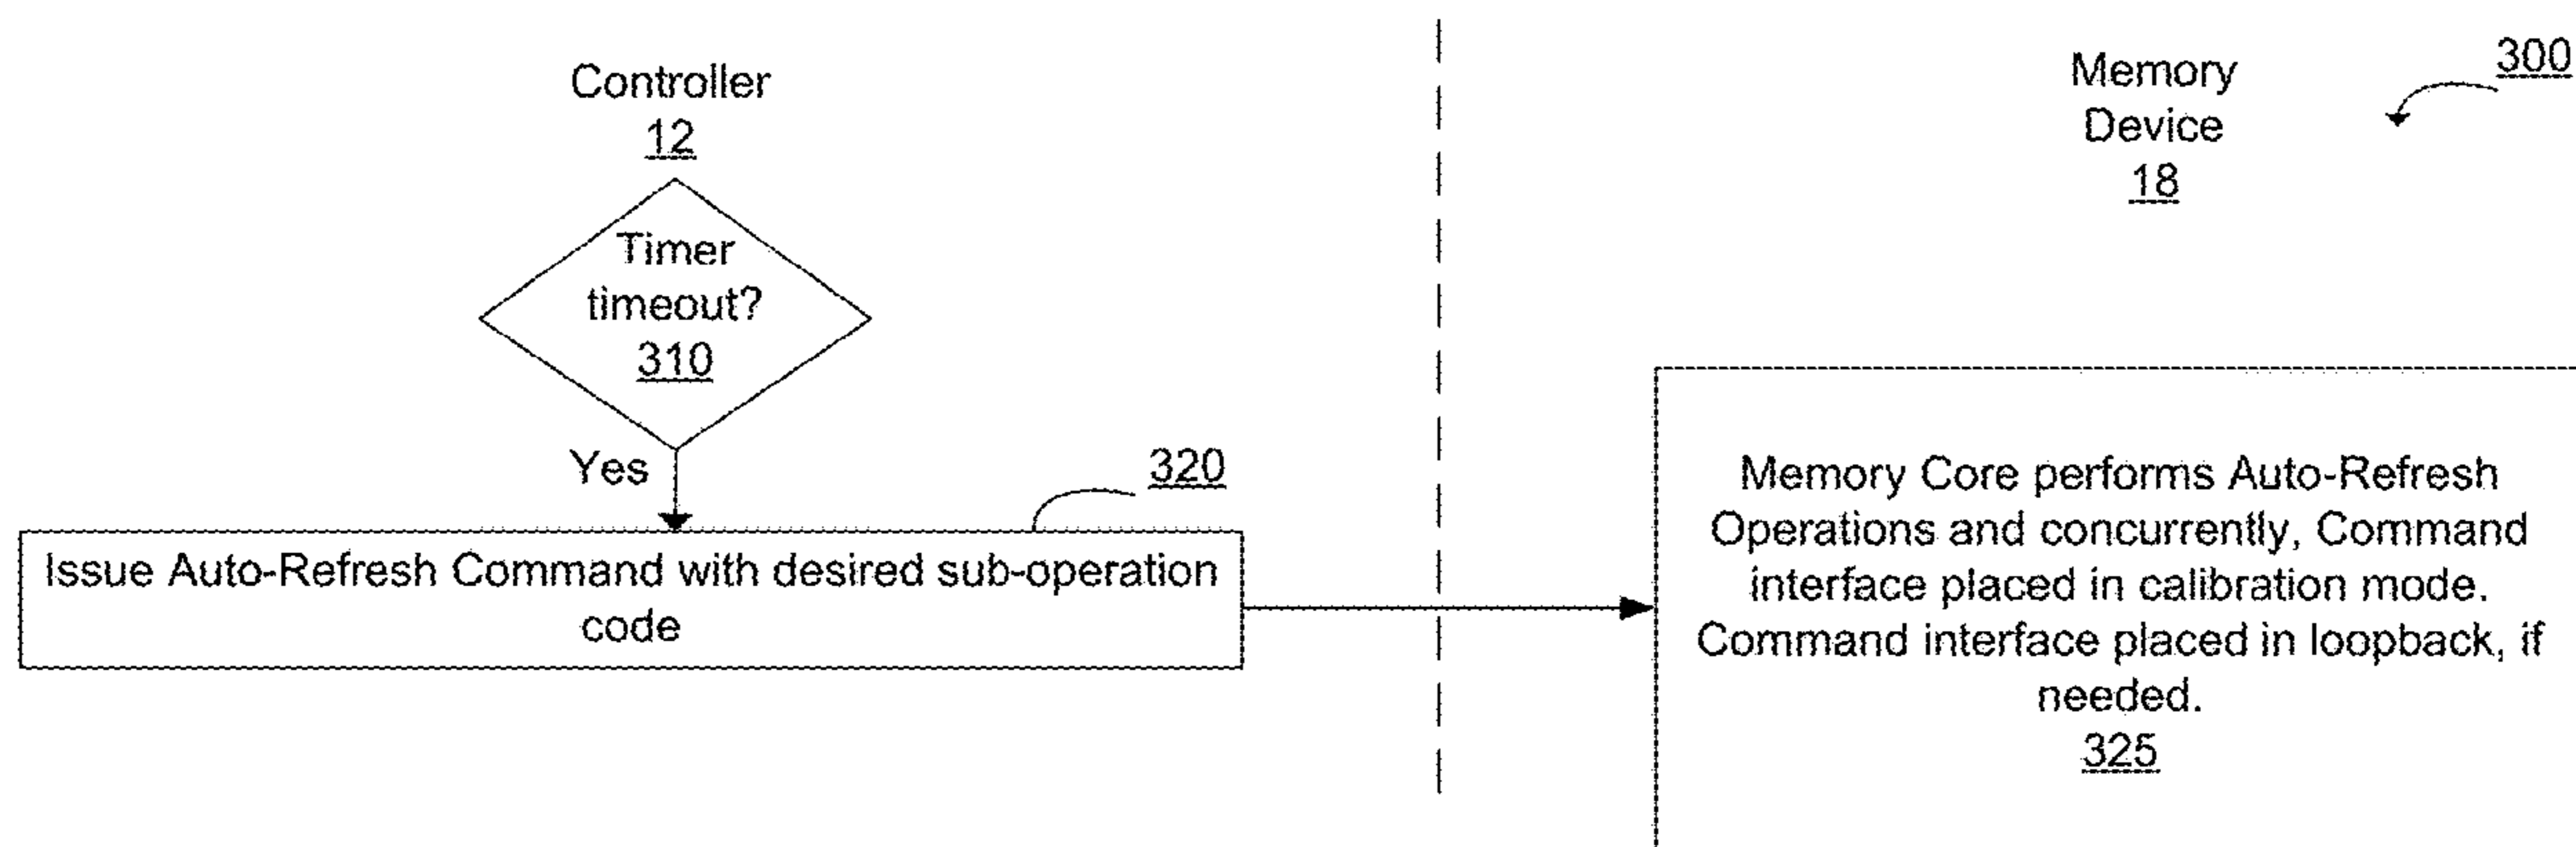 Controller
12
Timer
timeout?
310
Yes
320
Issue Auto-Refresh Command with desired sub-operation
code
Memory
Device
18
300
Memory Core performs Auto-Refresh
Operations and concurrently, Command
interface placed in calibration mode.
Command interface placed in loopback, if
needed.
325